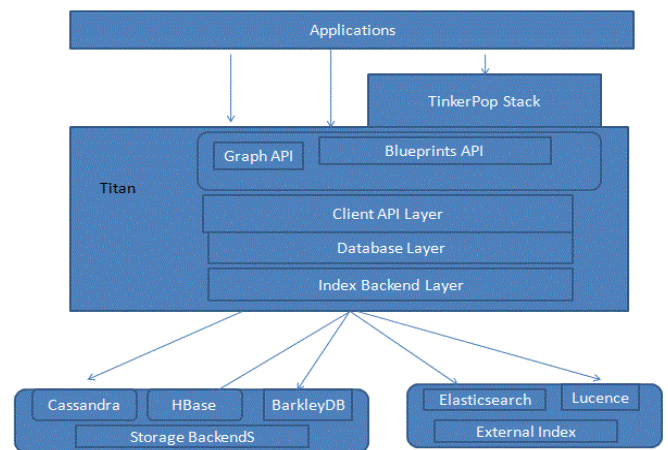 Applications
TinkerPop Stack
Graph API
Blueprints API
Titan
Client API Layer
Database Layer
Index Backend Layer
Cassandra
HBase
BarkleyDB
Storage BackendS
Elasticsearch
Lucence
External Index